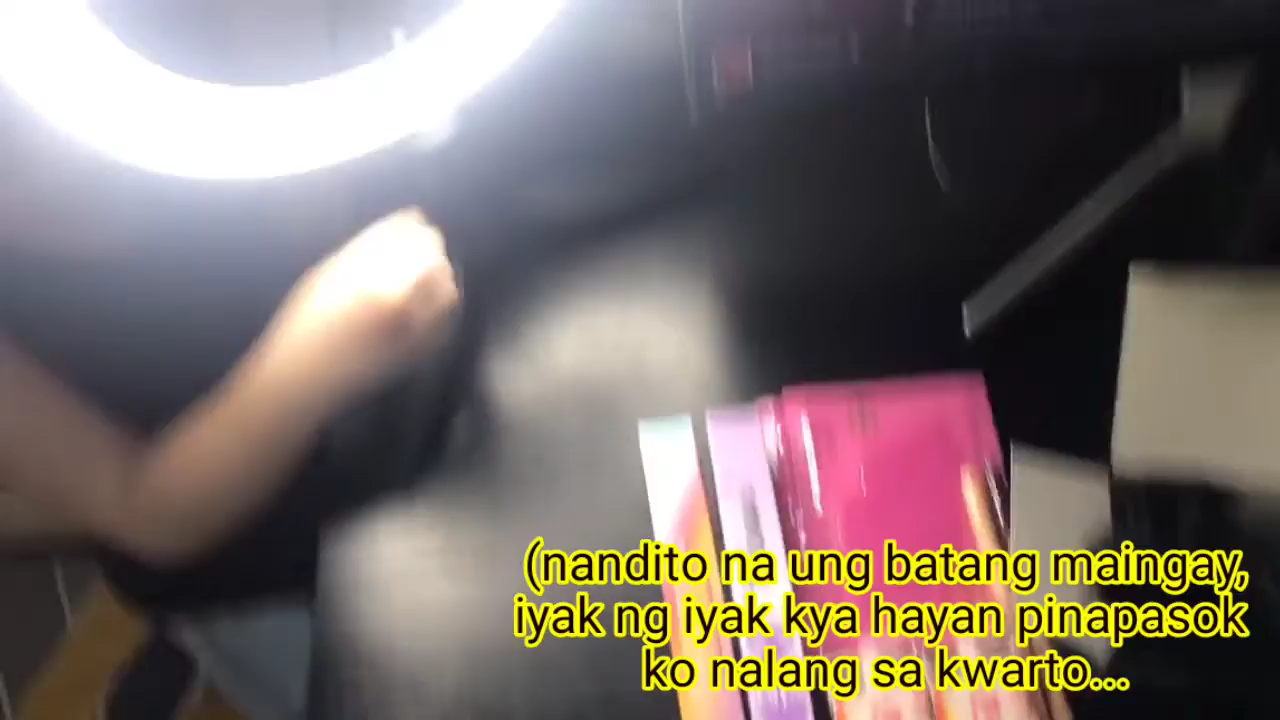 (nandito na ung batang maingay,
iyak ng iyak kya hayan pinapasok
ko nalang sa kwarto...